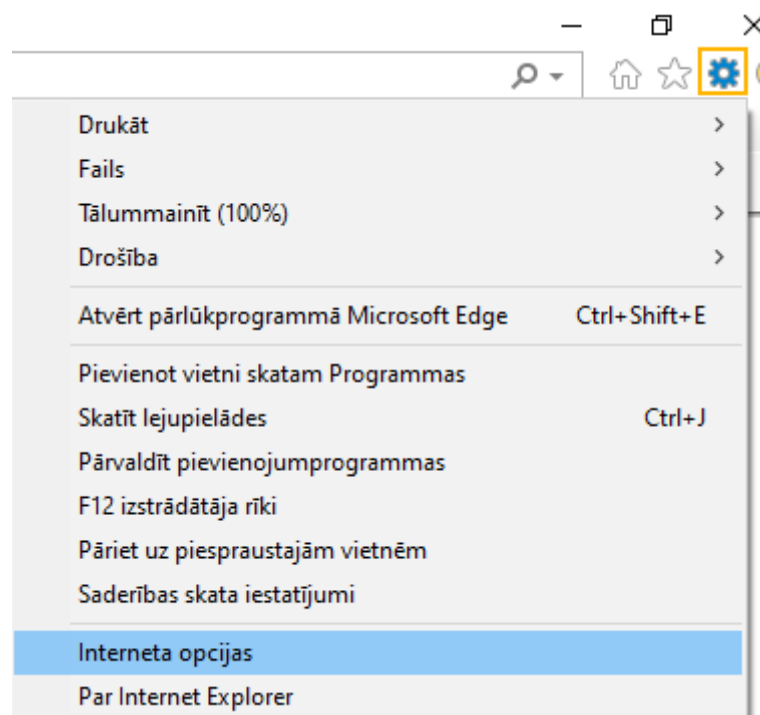 Drukāt
Fails
Tālummainīt (100%)
Drošība
Atvērt pārlūkprogrammā Microsoft Edge Ctrl+Shift+E
Pievienot vietni skatam Programmas
Skatīt lejupielādes Ctrl+J
Pārvaldīt pievienojumprogrammas
F12 izstrādātāja rīki
Pāriet uz piespraustajām vietnēm
Saderības skata iestatījumi
Interneta opcijas
Par Internet Explorer